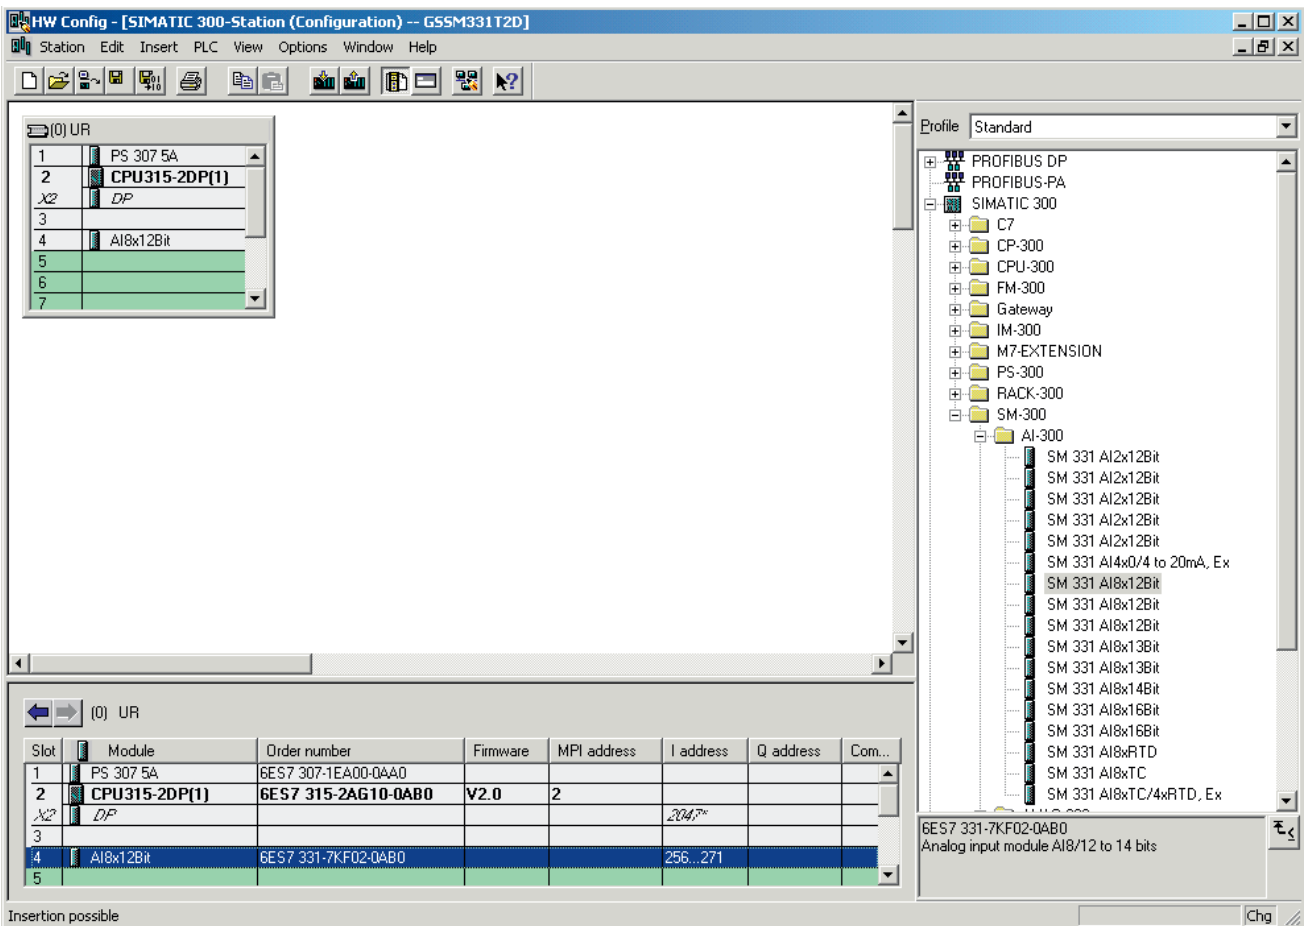 HW Config - [SIMATIC 300-Station (Configuration) -- GSSM331T2D]
Station Edit Insert PLC View Options Window Help
(0) UR
1 PS 307 5A
2 CPU315-2DP(1)
X2 DP
3
4 AI8x12Bit
5
6
7
Profile Standard
PROFIBUS DP
PROFIBUS-PA
SIMATIC 300
C7
CP-300
CPU-300
FM-300
Gateway
IM-300
M7-EXTENSION
PS-300
RACK-300
SM-300
AI-300
SM 331 AI2x12Bit
SM 331 AI2x12Bit
SM 331 AI2x12Bit
SM 331 AI2x12Bit
SM 331 AI2x12Bit
SM 331 AI4x0/4 to 20mA, Ex
SM 331 AI8x12Bit
SM 331 AI8x12Bit
SM 331 AI8x12Bit
SM 331 AI8x13Bit
SM 331 AI8x13Bit
SM 331 AI8x14Bit
SM 331 AI8x16Bit
SM 331 AI8x16Bit
SM 331 AI8xRTD
SM 331 AI8xTC
SM 331 AI8xTC/4xRTD, Ex
6ES7 331-7KF02-0AB0
Analog input module AI8/12 to 14 bits
(0) UR
Slot Module Order number Firmware MPI address I address Q address Com...
1 PS 307 5A 6ES7 307-1EA00-0AA0
2 CPU315-2DP(1) 6ES7 315-2AG10-0AB0 V2.0 2
X2 DP 2047*
3
4 AI8x12Bit 6ES7 331-7KF02-0AB0 256...271
5
Insertion possible
Chg